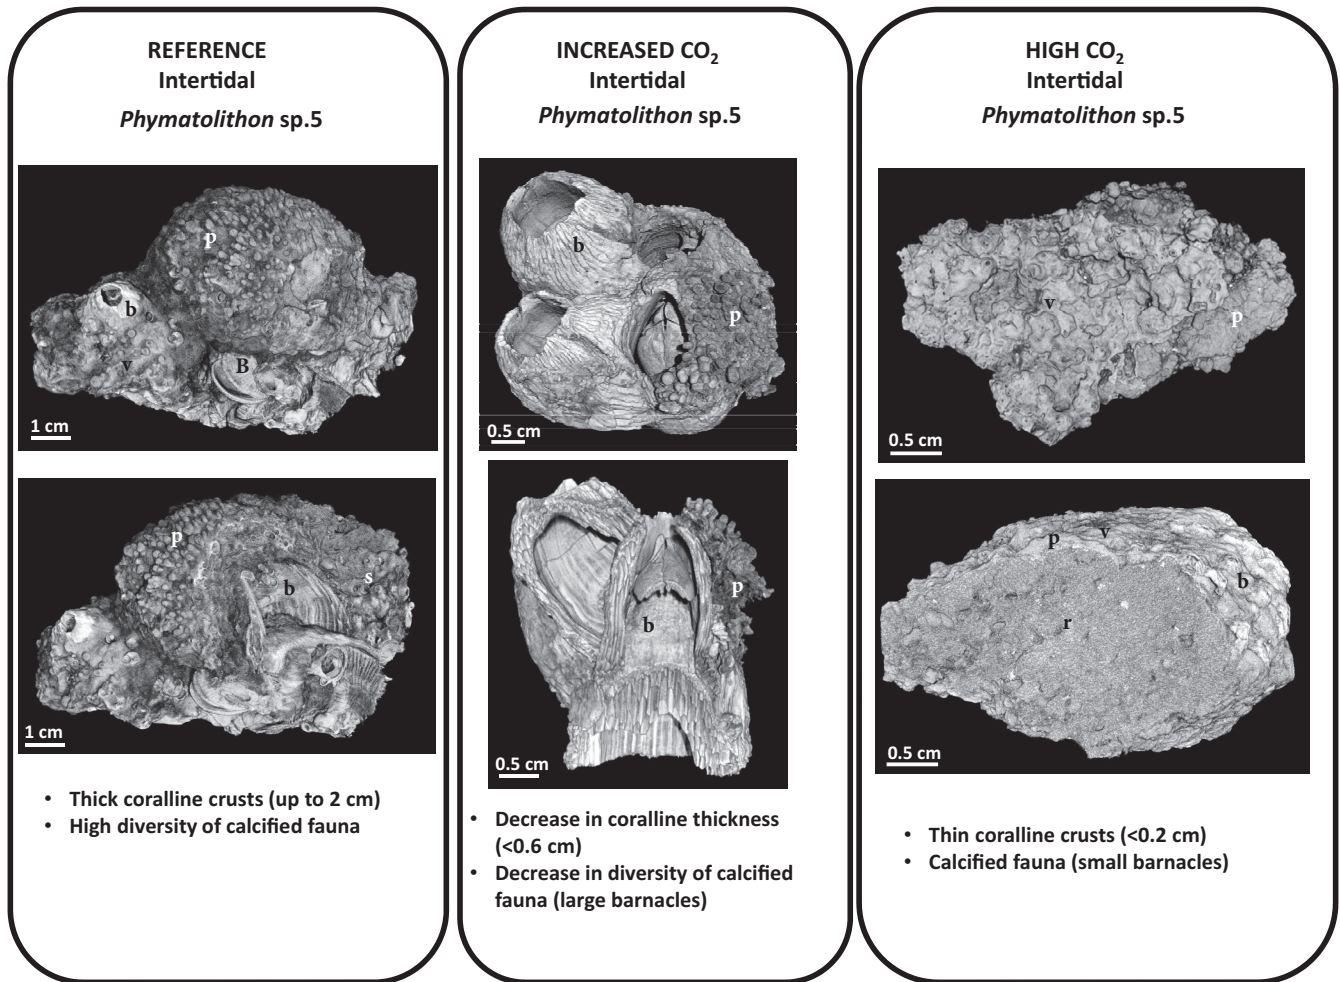 REFERENCE
Intertidal
Phymatolithon sp.5
p
b
v
B
1 cm
p
b
s
1 cm
• Thick coralline crusts (up to 2 cm)
• High diversity of calcified fauna
INCREASED CO₂
Intertidal
Phymatolithon sp.5
b
p
0.5 cm
p
b
0.5 cm
• Decrease in coralline thickness
(<0.6 cm)
• Decrease in diversity of calcified
fauna (large barnacles)
HIGH CO₂
Intertidal
Phymatolithon sp.5
v
p
0.5 cm
p
v
b
r
0.5 cm
• Thin coralline crusts (<0.2 cm)
• Calcified fauna (small barnacles)